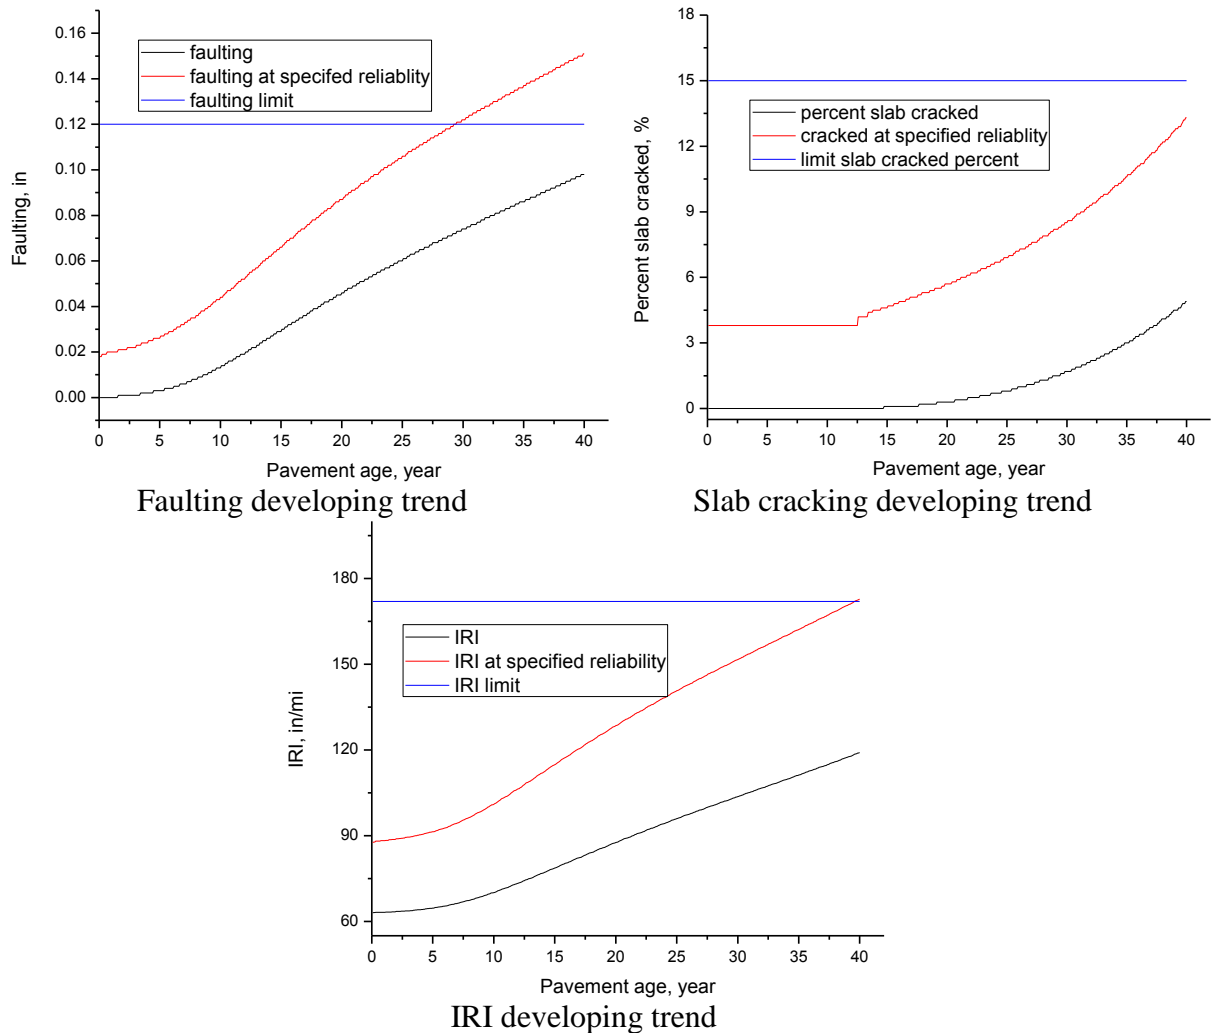 0.16
0.14
0.12
0.10
0.08
0.06
0.04
0.02
0.00
Faulting, in
faulting
faulting at specifed reliablity
faulting limit
0 5 10 15 20 25 30 35 40
Pavement age, year
Faulting developing trend
18
15
12
9
6
3
0
Percent slab cracked, %
percent slab cracked
cracked at specified reliablity
limit slab cracked percent
0 5 10 15 20 25 30 35 40
Pavement age, year
Slab cracking developing trend
180
150
120
90
60
IRI, in/mi
IRI
IRI at specified reliability
IRI limit
0 5 10 15 20 25 30 35 40
Pavement age, year
IRI developing trend